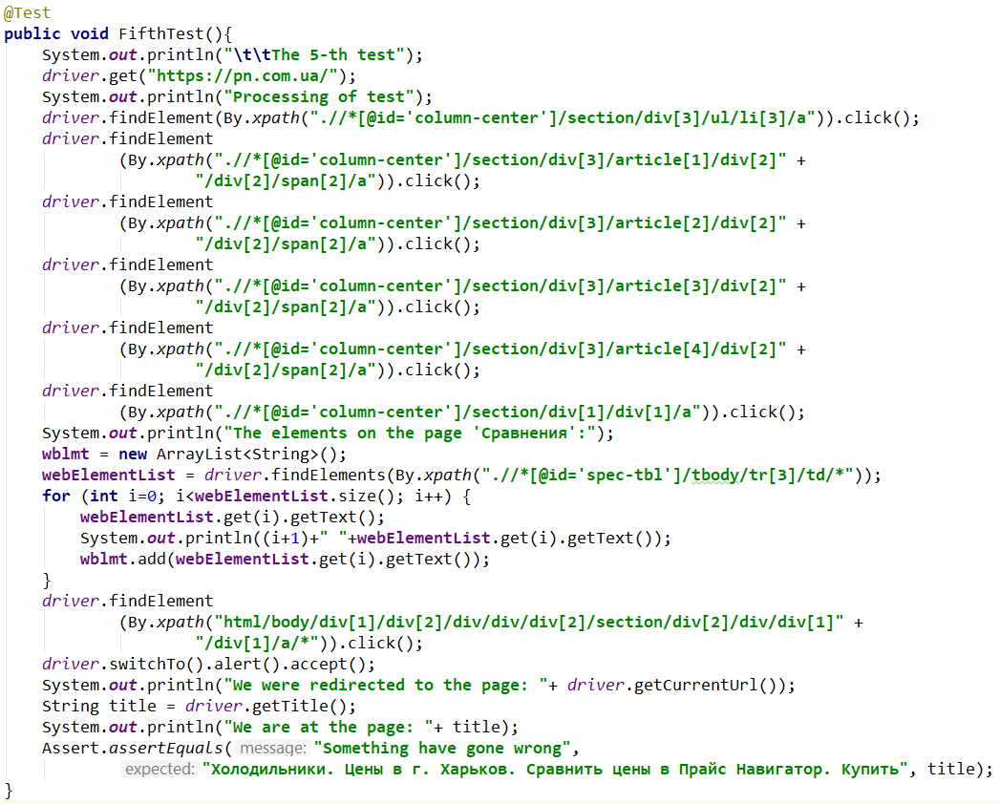 @Test
public void FifthTest(){
    System.out.println("\t\tThe 5-th test");
    driver.get("https://pn.com.ua/");
    System.out.println("Processing of test");
    driver.findElement(By.xpath(".//*[@id='column-center']/section/div[3]/ul/li[3]/a")).click();
    driver.findElement
            (By.xpath(".//*[@id='column-center']/section/div[3]/article[1]/div[2]" +
                    "/div[2]/span[2]/a")).click();
    driver.findElement
            (By.xpath(".//*[@id='column-center']/section/div[3]/article[2]/div[2]" +
                    "/div[2]/span[2]/a")).click();
    driver.findElement
            (By.xpath(".//*[@id='column-center']/section/div[3]/article[3]/div[2]" +
                    "/div[2]/span[2]/a")).click();
    driver.findElement
            (By.xpath(".//*[@id='column-center']/section/div[3]/article[4]/div[2]" +
                    "/div[2]/span[2]/a")).click();
    driver.findElement
            (By.xpath(".//*[@id='column-center']/section/div[1]/div[1]/a")).click();
    System.out.println("The elements on the page 'Сравнения':");
    wblmt = new ArrayList<String>();
    webElementList = driver.findElements(By.xpath(".//*[@id='spec-tbl']/tbody/tr[3]/td/*"));
    for (int i=0; i<webElementList.size(); i++) {
        webElementList.get(i).getText();
        System.out.println((i+1)+" "+webElementList.get(i).getText());
        wblmt.add(webElementList.get(i).getText());
    }
    driver.findElement
            (By.xpath("html/body/div[1]/div[2]/div/div/div[2]/section/div[2]/div/div[1]" +
                    "/div[1]/a/*")).click();
    driver.switchTo().alert().accept();
    System.out.println("We were redirected to the page: "+ driver.getCurrentUrl());
    String title = driver.getTitle();
    System.out.println("We are at the page: "+ title);
    Assert.assertEquals( message: "Something have gone wrong",
            expected: "Холодильники. Цены в г. Харьков. Сравнить цены в Прайс Навигатор. Купить", title);
}